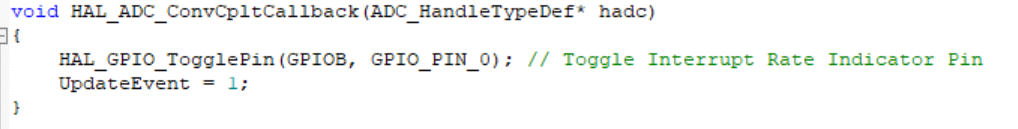 void HAL_ADC_ConvCpltCallback(ADC_HandleTypeDef* hadc)
{
    HAL_GPIO_TogglePin(GPIOB, GPIO_PIN_0); // Toggle Interrupt Rate Indicator Pin
    UpdateEvent = 1;
}